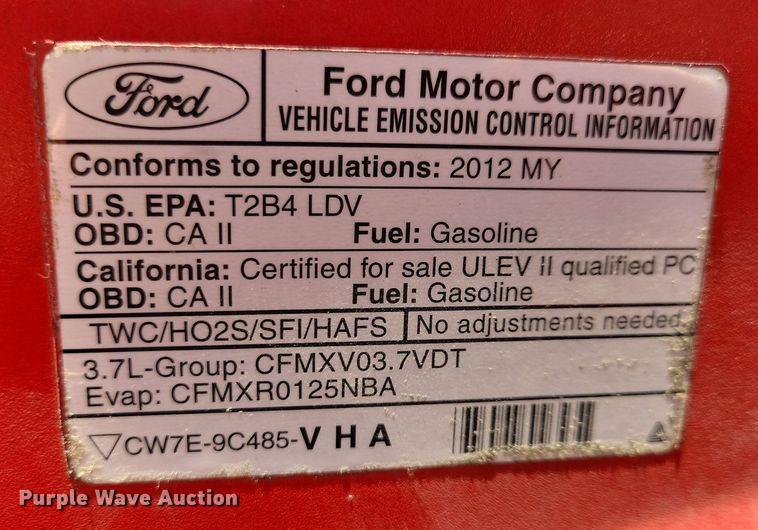 Ford
Ford Motor Company
VEHICLE EMISSION CONTROL INFORMATION
Conforms to regulations: 2012 MY
U.S. EPA: T2B4 LDV
OBD: CA II Fuel: Gasoline
California: Certified for sale ULEV II qualified PC
OBD: CA II Fuel: Gasoline
TWC/HO2S/SFI/HAFS No adjustments needed.
3.7L-Group: CFMXV03.7VDT
Evap: CFMXR0125NBA
CW7E-9C485-VHA
Purple Wave Auction